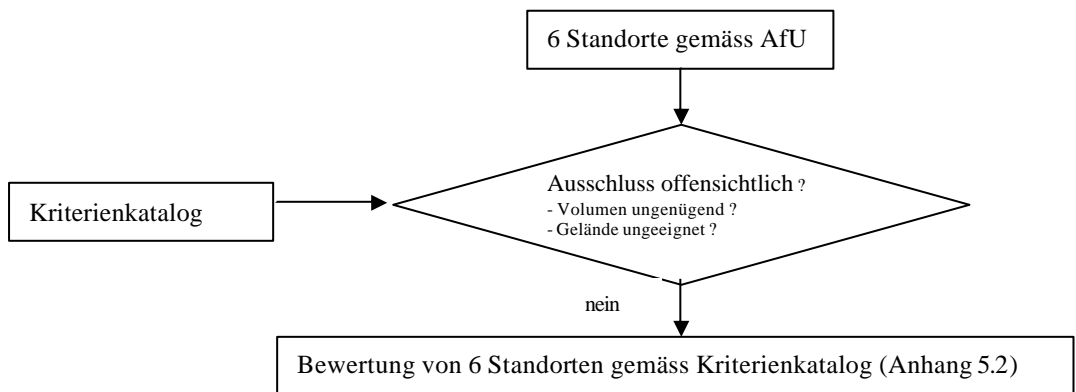 6 Standorte gemäss AfU
Ausschluss offensichtlich ?
- Volumen ungenügend ?
- Gelände ungeeignet ?
Kriterienkatalog
nein
Bewertung von 6 Standorten gemäss Kriterienkatalog (Anhang 5.2)